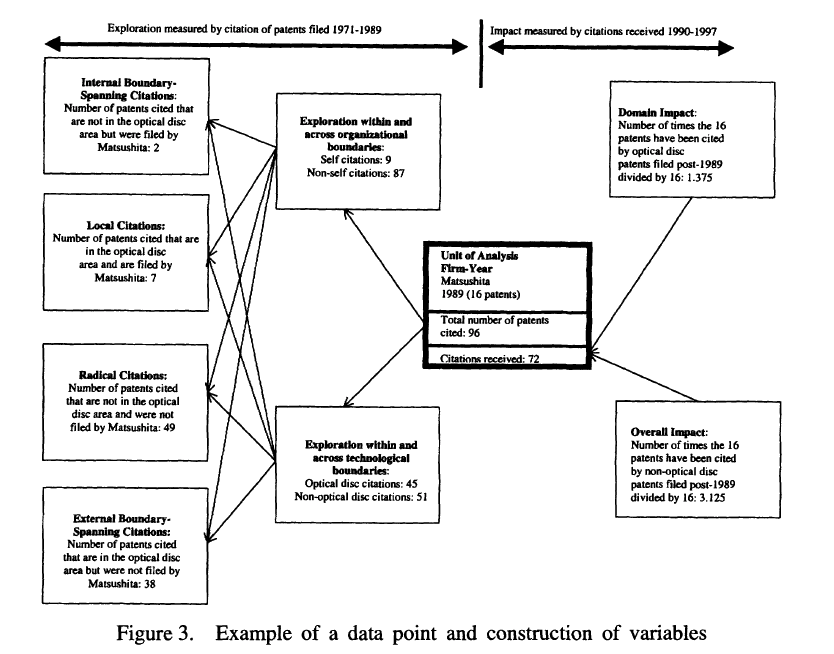 Exploration measured by citation of patents filed 1971-1989
Impact measured by citations received 1990-1997
Internal Boundary-
Spanning Citations:
Number of patents cited that
are not in the optical disc
area but were filed by
Matsushita: 2
Local Citations:
Number of patents cited that are
in the optical disc
area and are filed by
Matsushita: 7
Radical Citations:
Number of patents cited
that are not in the optical
disc area and were not
filed by Matsushita: 49
External Boundary-
Spanning Citations:
Number of patents cited
that are in the optical disc
area but were not filed by
Matsushita: 38
Exploration within and
across organizational
boundaries:
Self citations: 9
Non-self citations: 87
Exploration within and
across technological
boundaries:
Optical disc citations: 45
Non-optical disc citations: 51
Unit of Analysis
Firm-Year
Matsushita
1989 (16 patents)
Total number of patents
cited: 96
Citations received: 72
Domain Impact:
Number of times the 16
patents have been cited
by optical disc
patents filed post-1989
divided by 16: 1.375
Overall Impact:
Number of times the 16
patents have been cited
by non-optical disc
patents filed post-1989
divided by 16: 3.125
Figure 3. Example of a data point and construction of variables